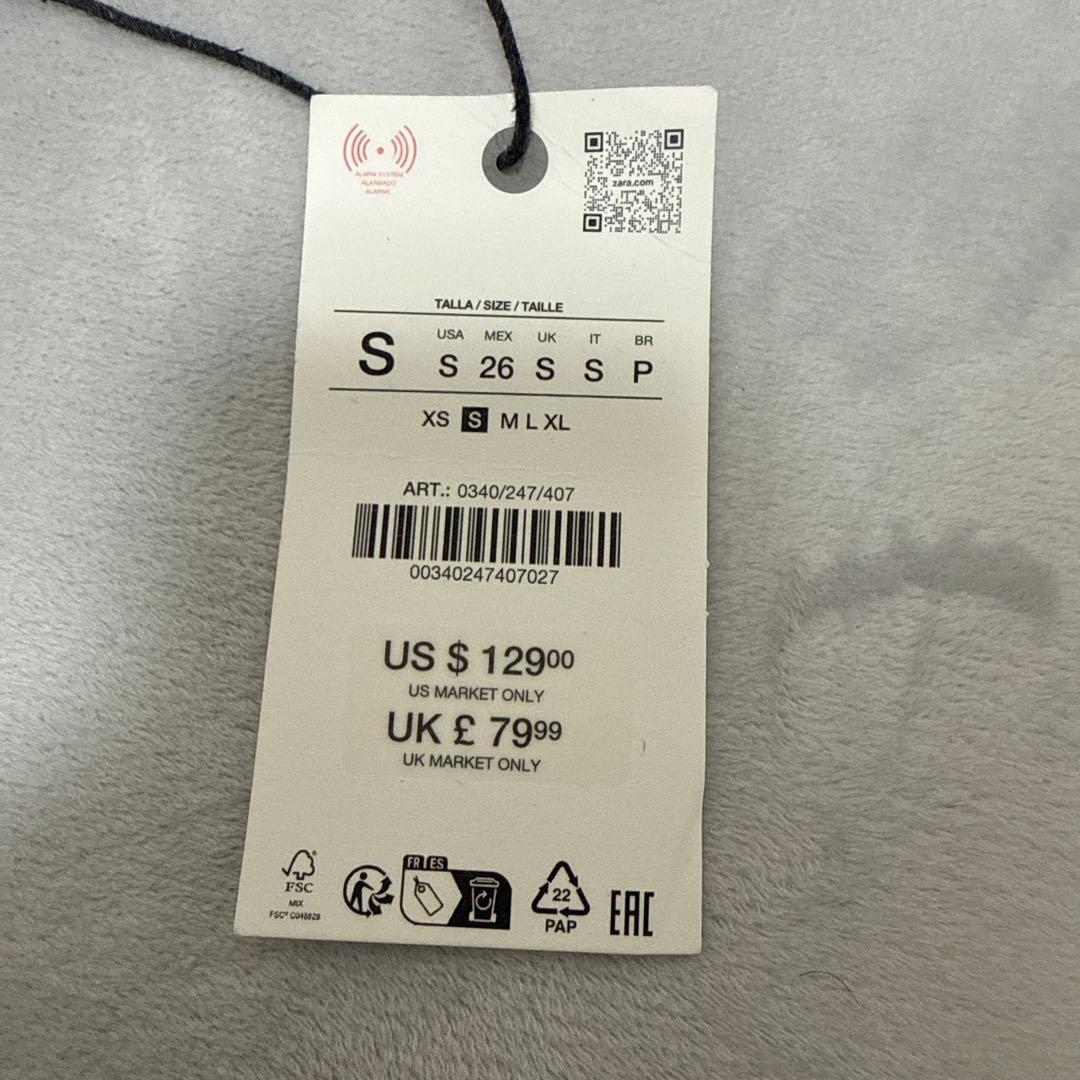 ALARM SYSTEM
ALARMADO
ALARME
zara.com
TALLA / SIZE / TAILLE
USA MEX UK IT BR
S S 26 S S P
XS S M L XL
ART.: 0340/247/407
00340247407027
US $ 12900
US MARKET ONLY
UK £ 7999
UK MARKET ONLY
FR ES
FSC
MIX
22
PAP
EAC